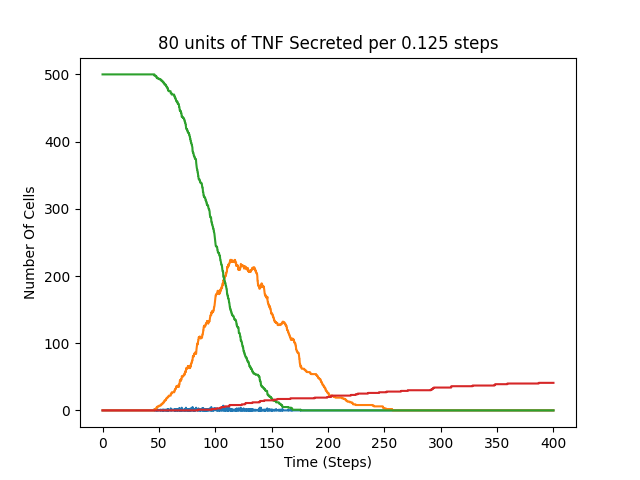 80 units of TNF Secreted per 0.125 steps
500
400
300
200
100
0
Number Of Cells
0 50 100 150 200 250 300 350 400
Time (Steps)